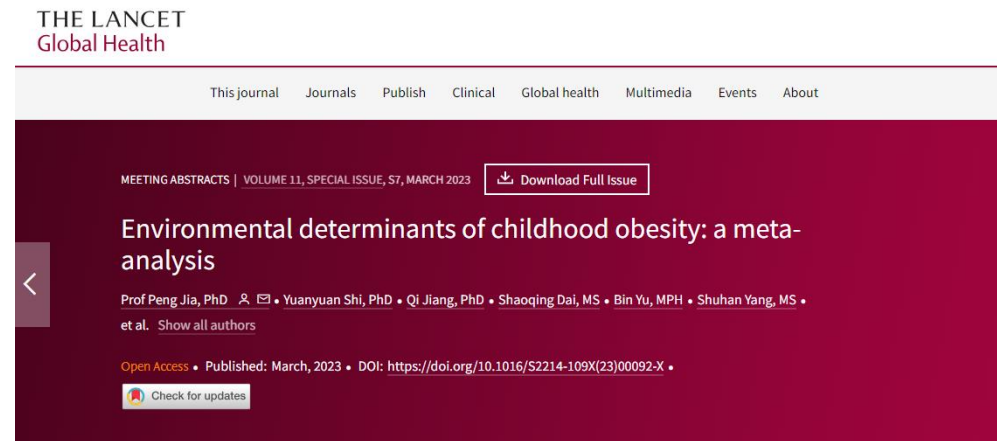 THE LANCET
Global Health
This journal Journals Publish Clinical Global health Multimedia Events About
MEETING ABSTRACTS | VOLUME 11, SPECIAL ISSUE, S7, MARCH 2023 Download Full Issue
Environmental determinants of childhood obesity: a meta-
analysis
Prof Peng Jia, PhD • Yuanyuan Shi, PhD • Qi Jiang, PhD • Shaoqing Dai, MS • Bin Yu, MPH • Shuhan Yang, MS •
et al. Show all authors
Open Access • Published: March, 2023 • DOI: https://doi.org/10.1016/S2214-109X(23)00092-X •
Check for updates